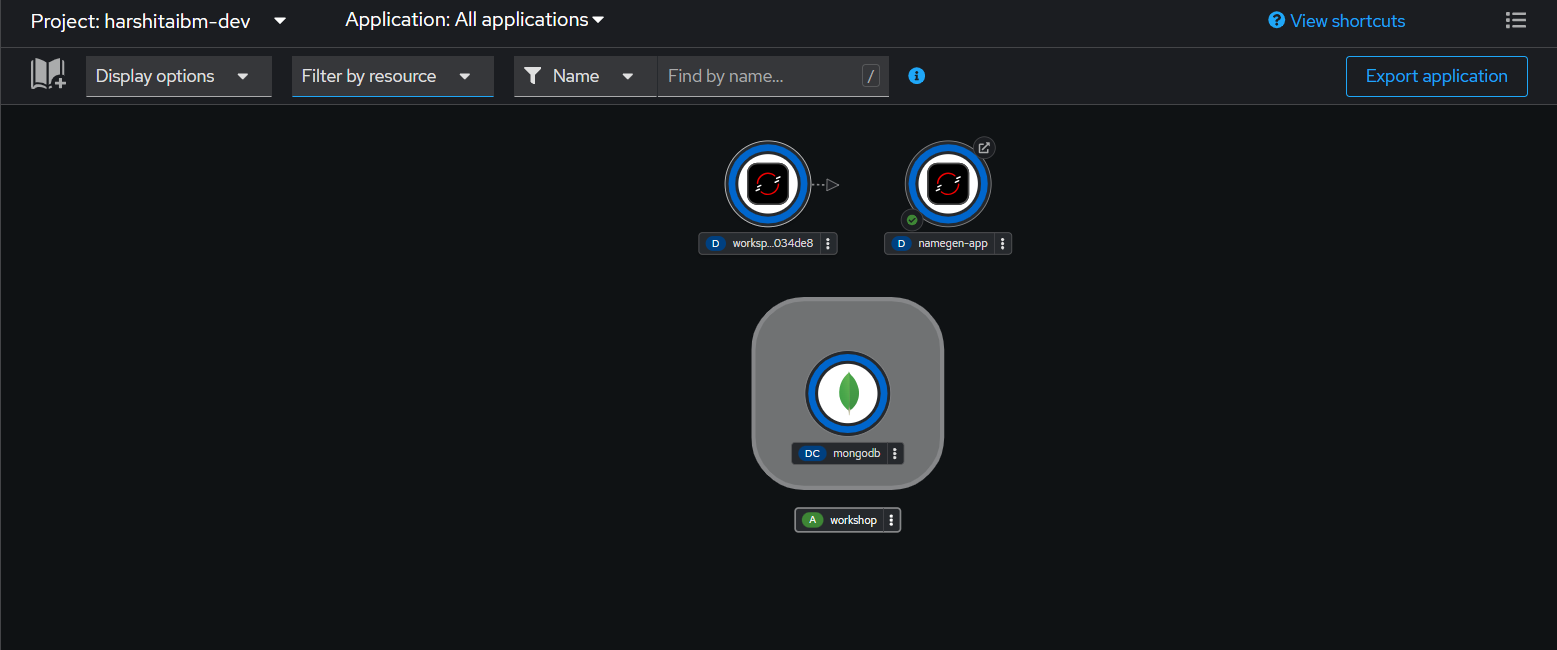 Project: harshitaibm-dev
Application: All applications
View shortcuts
Display options
Filter by resource
Name
Find by name...
/
Export application
D worksp...034de8
D namegen-app
DC mongodb
A workshop